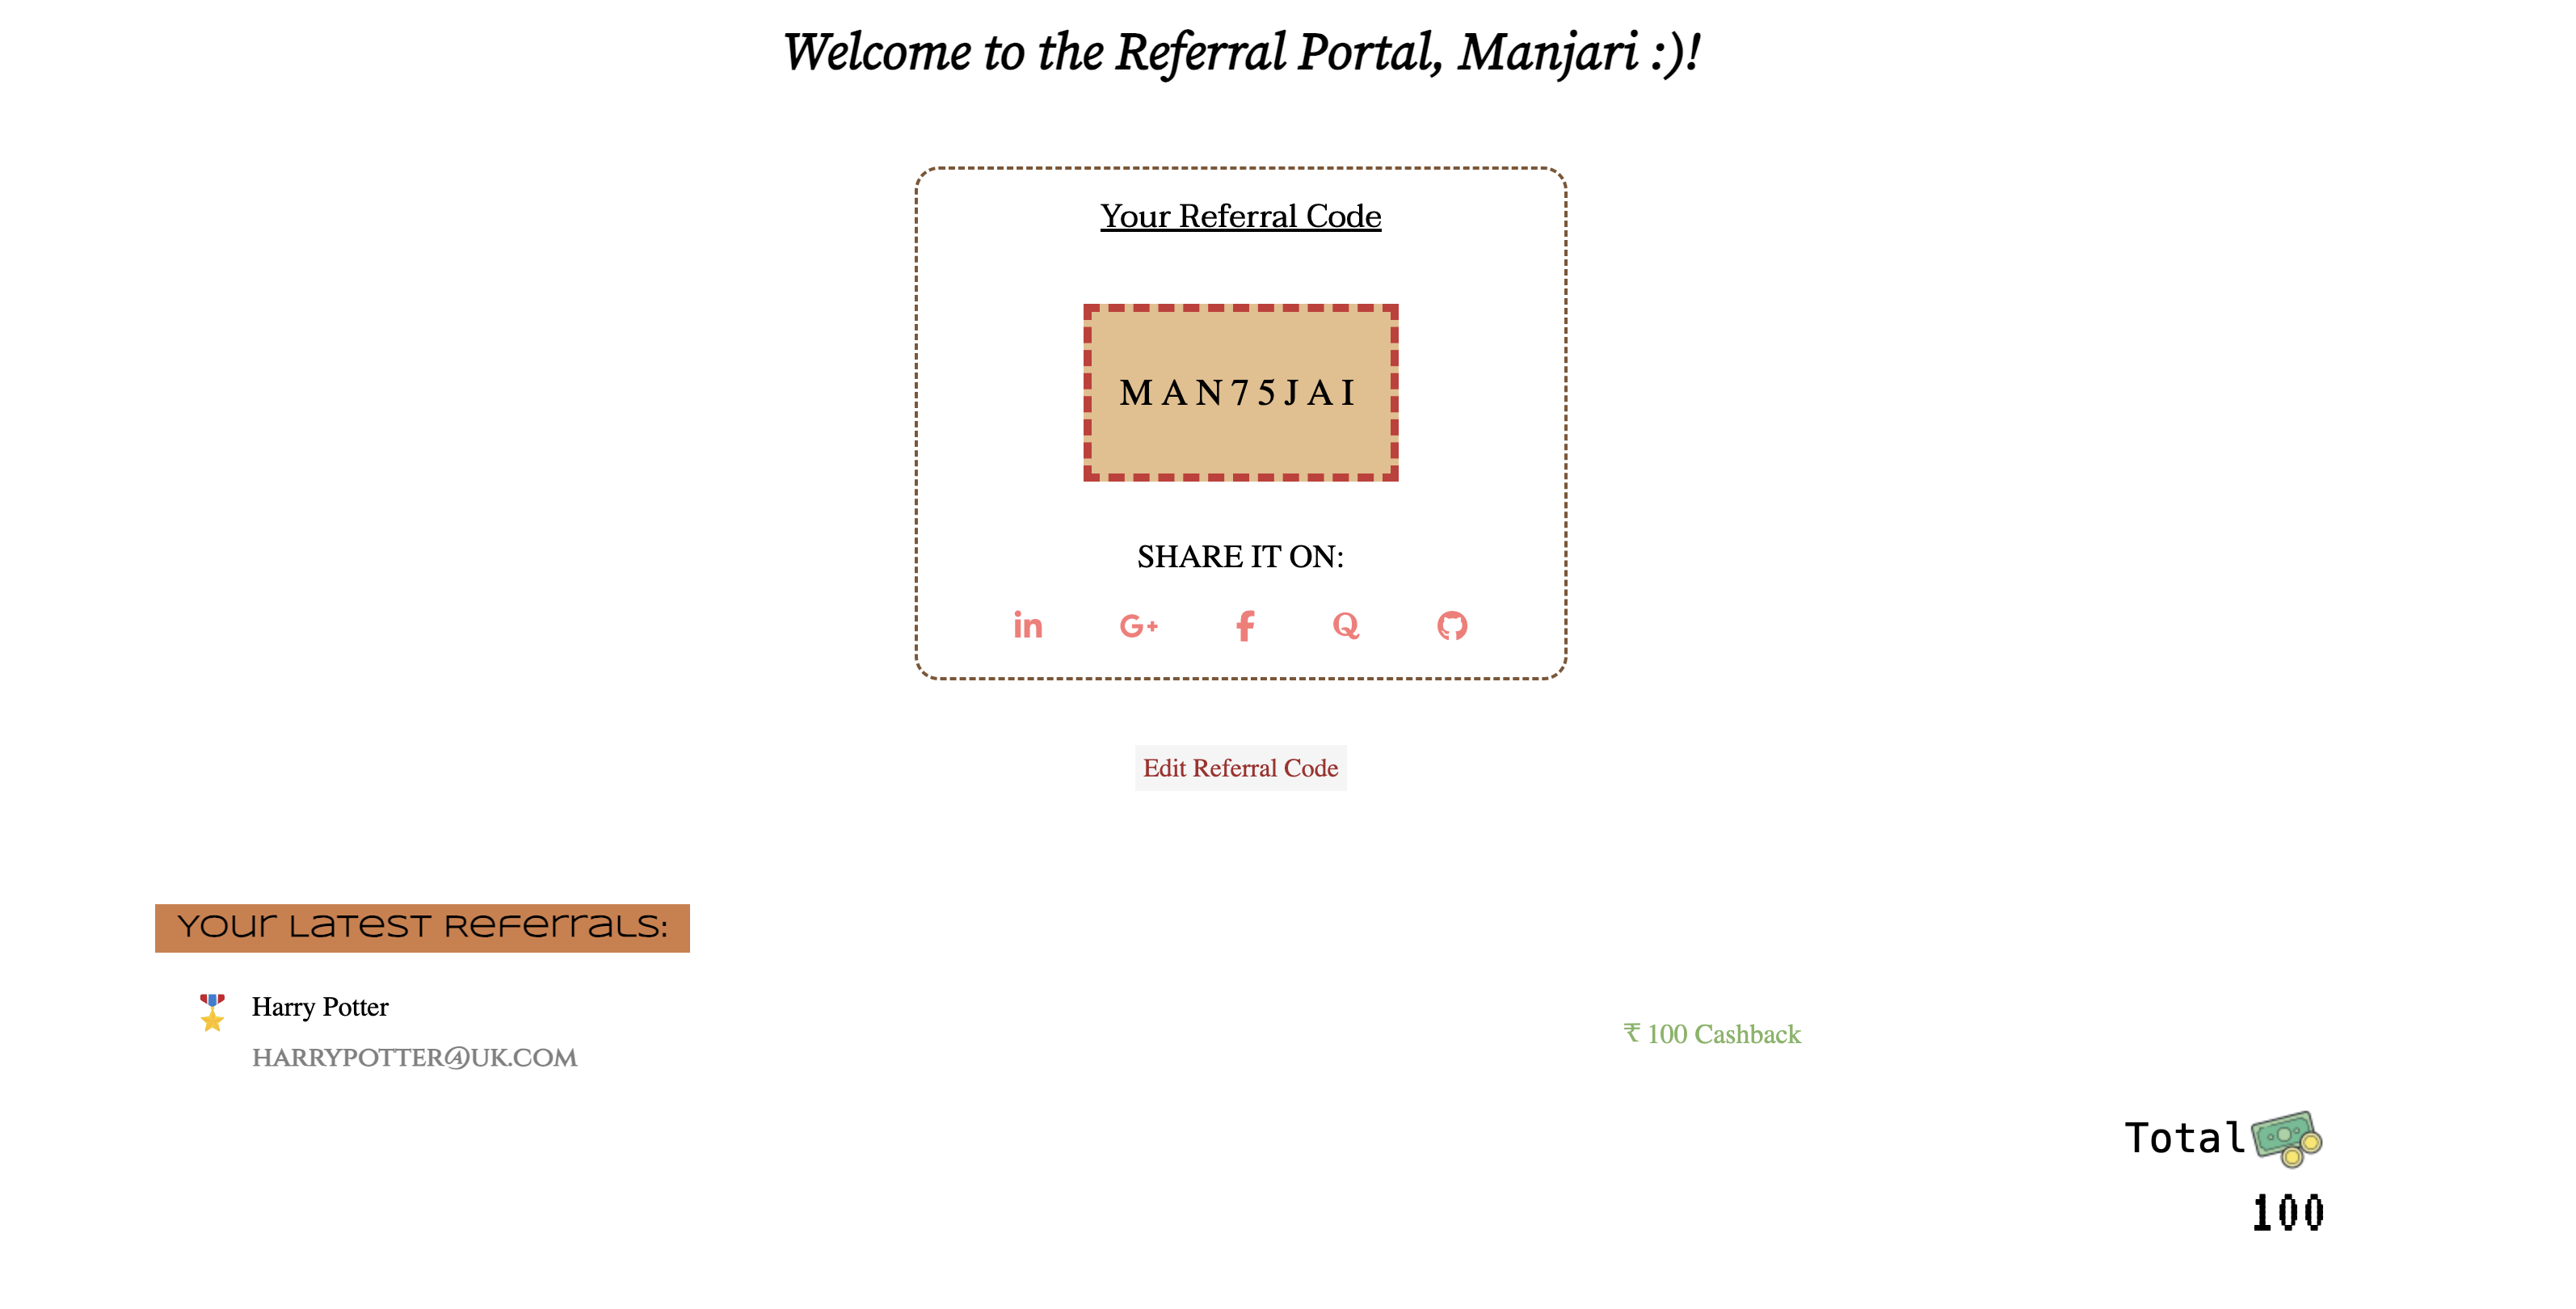 Welcome to the Referral Portal, Manjari :)!
Your Referral Code
MAN75JAI
SHARE IT ON:
in G+ f Q
Edit Referral Code
Your Latest Referrals:
Harry Potter
HARRYPOTTER@UK.COM
₹ 100 Cashback
Total
100